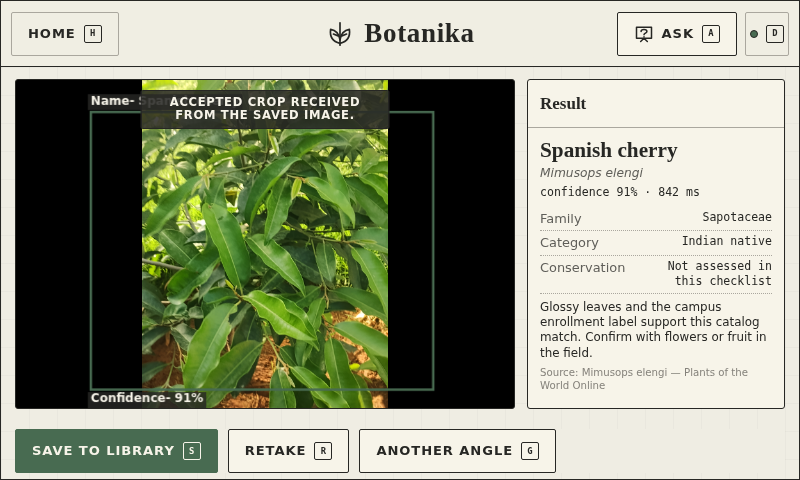 HOME H
Botanika
ASK A
D
Name- Span
ACCEPTED CROP RECEIVED
FROM THE SAVED IMAGE.
Confidence- 91%
Result
Spanish cherry
Mimusops elengi
confidence 91% · 842 ms
Family Sapotaceae
Category Indian native
Conservation Not assessed in
this checklist
Glossy leaves and the campus
enrollment label support this catalog
match. Confirm with flowers or fruit in
the field.
Source: Mimusops elengi — Plants of the
World Online
SAVE TO LIBRARY S
RETAKE R
ANOTHER ANGLE G